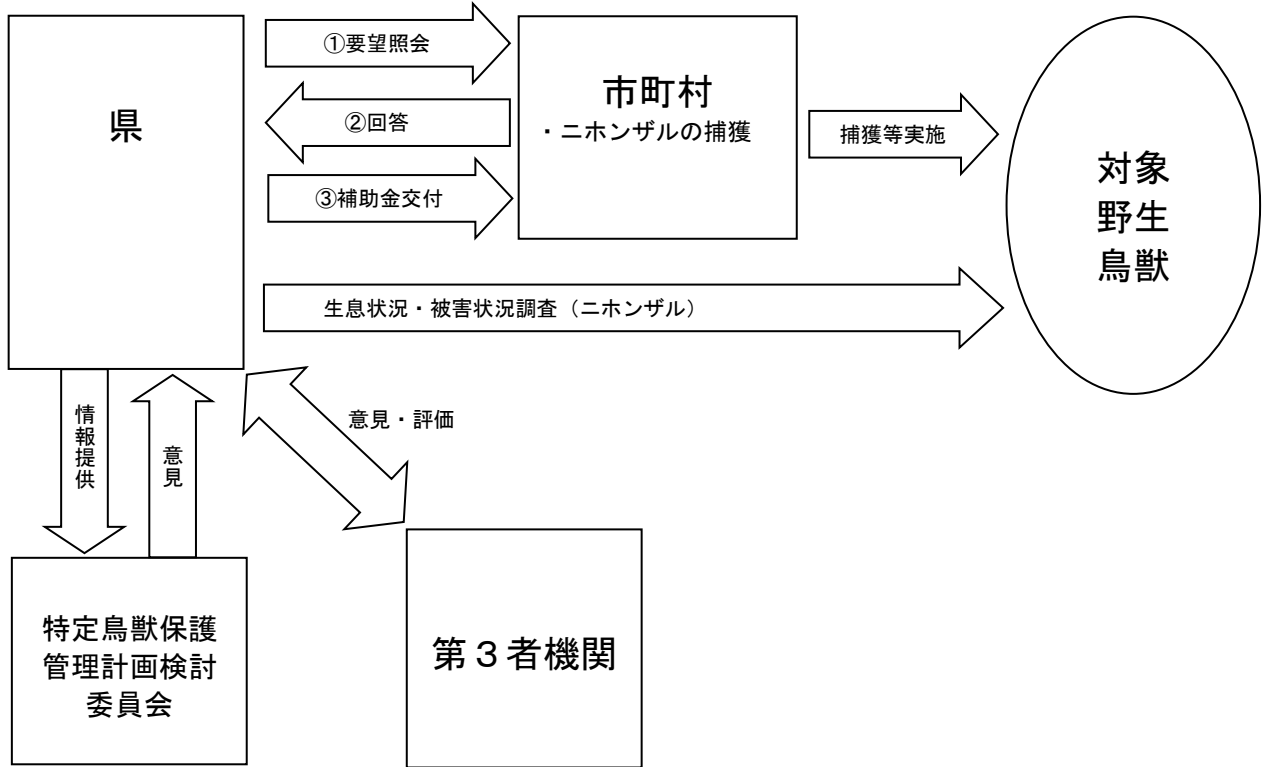 県
①要望照会
②回答
③補助金交付
市町村
・ニホンザルの捕獲
捕獲等実施
対象
野生
鳥獣
生息状況・被害状況調査（ニホンザル）
情報提供
意見
意見・評価
特定鳥獣保護
管理計画検討
委員会
第３者機関